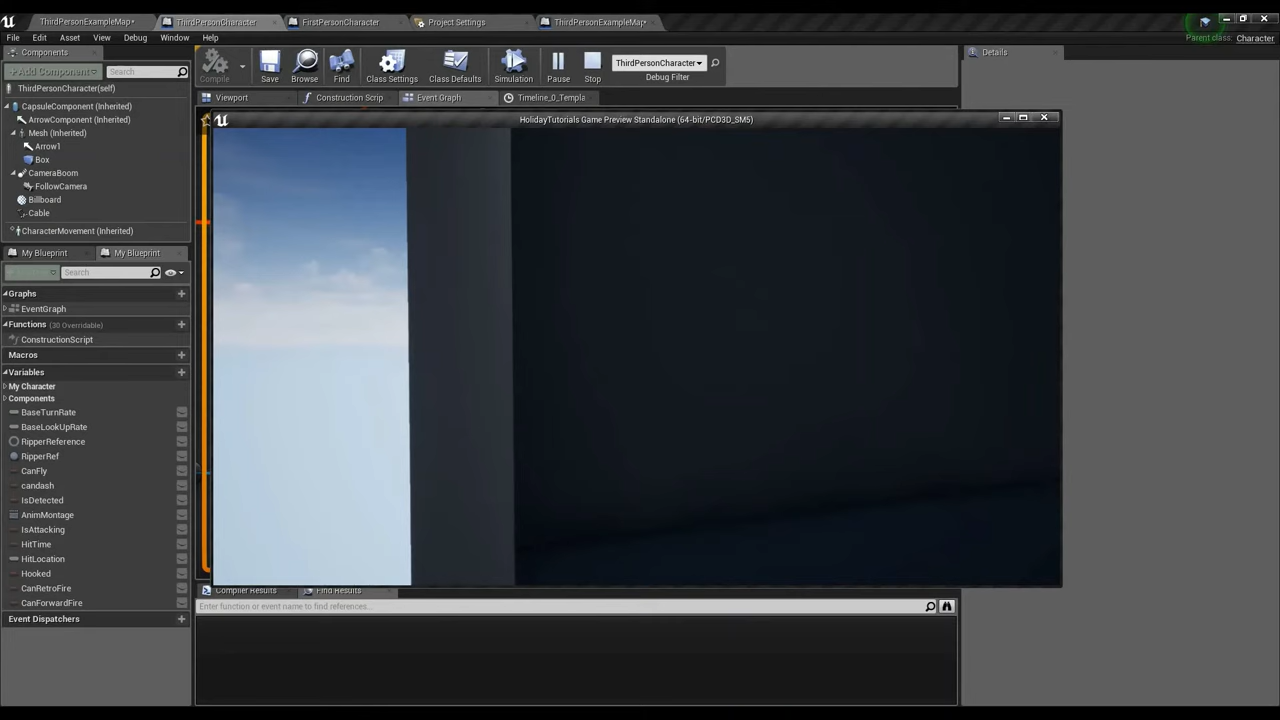 ThirdPersonExampleMap*
ThirdPersonCharacter
FirstPersonCharacter
Project Settings
ThirdPersonExampleMap*
File Edit Asset View Debug Window Help
Parent class: Character
Components
+Add Component
Search
Compile
Save
Browse
Find
Class Settings
Class Defaults
Simulation
Pause
Stop
ThirdPersonCharacter
Debug Filter
Details
Viewport
Construction Scrip
Event Graph
Timeline_0_Templa
ThirdPersonCharacter(self)
CapsuleComponent (Inherited)
ArrowComponent (Inherited)
Mesh (Inherited)
Arrow1
Box
CameraBoom
FollowCamera
Billboard
Cable
CharacterMovement (Inherited)
HolidayTutorials Game Preview Standalone (64-bit/PCD3D_SM5)
My Blueprint
My Blueprint
Search
Graphs
EventGraph
Functions (20 Overridable)
ConstructionScript
Macros
Variables
My Character
Components
BaseTurnRate
BaseLookUpRate
RipperReference
RipperRef
CanFly
candash
IsDetected
AnimMontage
IsAttacking
HitTime
HitLocation
Hooked
CanRetroFire
CanForwardFire
Event Dispatchers
Compiler Results
Find Results
Enter function or event name to find references...